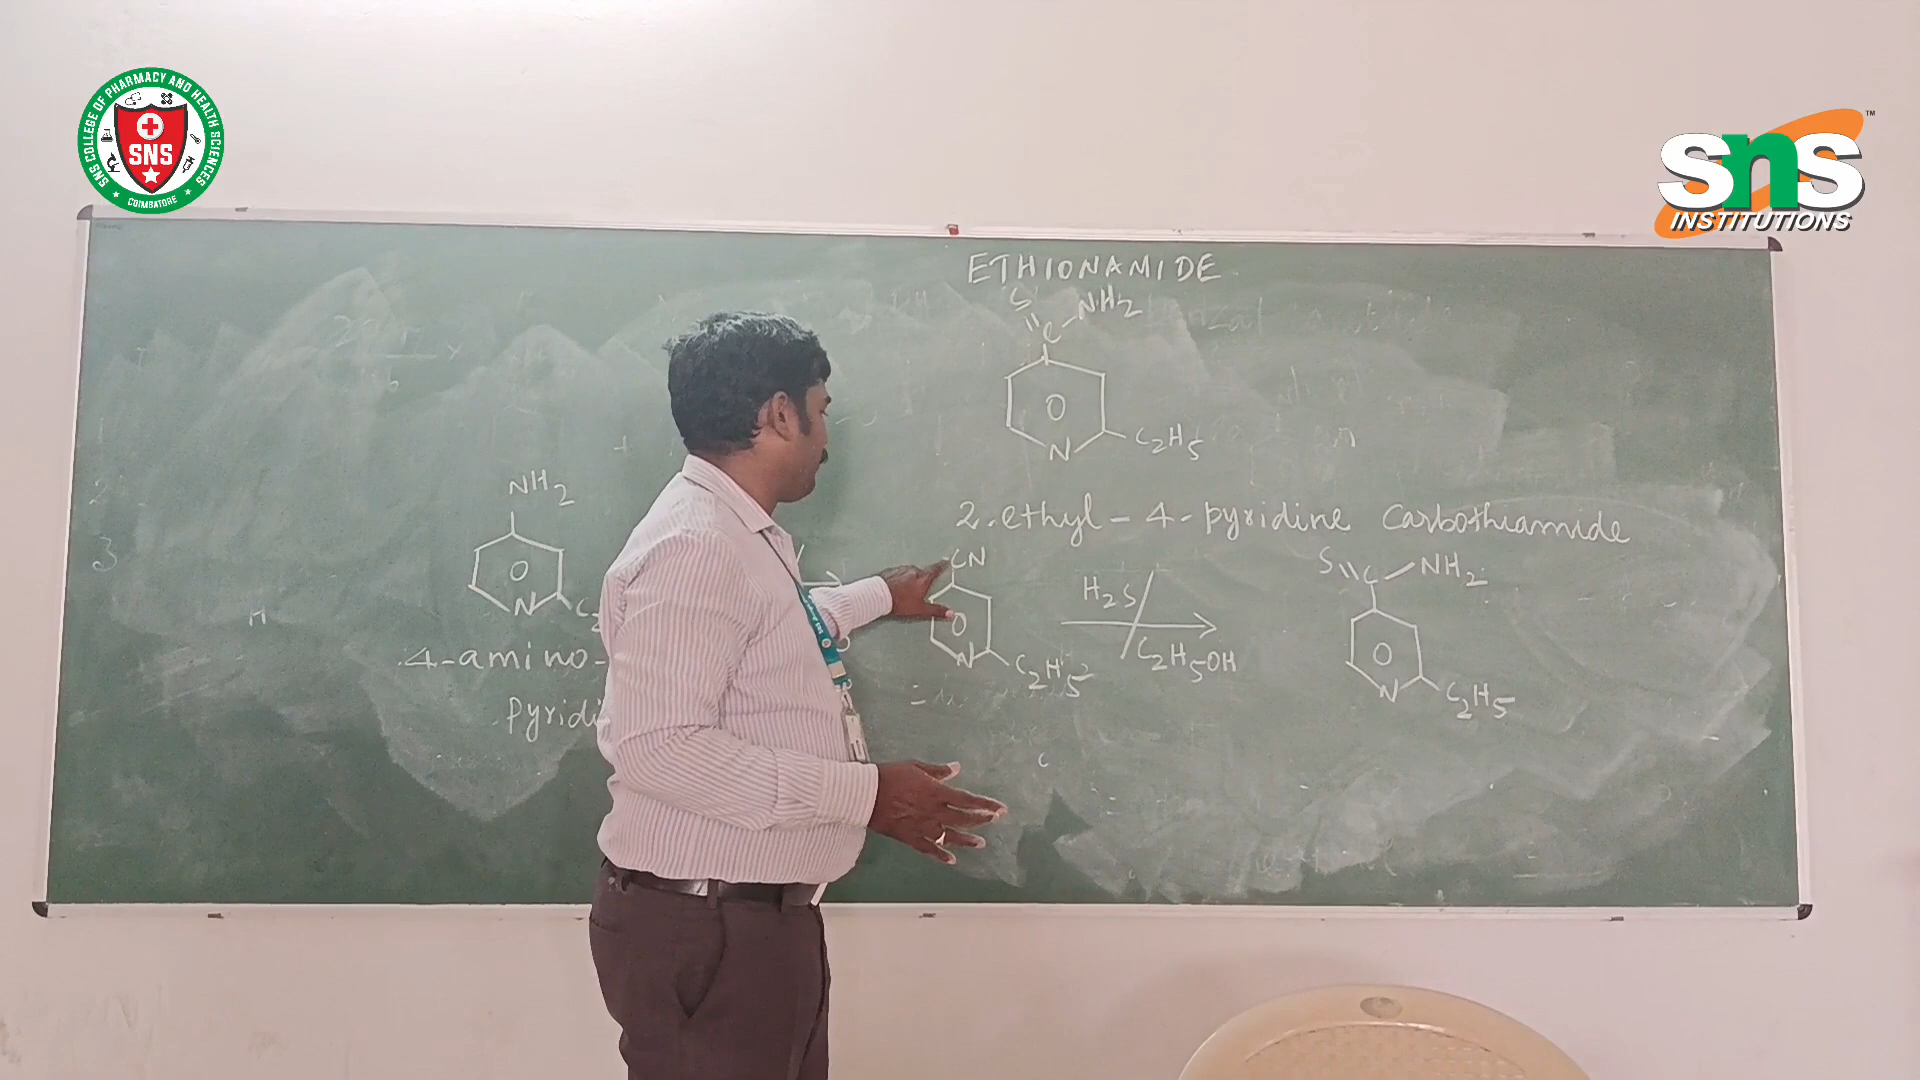 SNS COLLEGE OF PHARMACY AND HEALTH SCIENCES
SNS
COIMBATORE
sns
TM
INSTITUTIONS
ETHIONAMIDE
S
NH2
C
O
N
C2H5
2-ethyl-4-pyridine carbothiamide
NH2
O
N
4-amino-
CN
O
N
C2H5
H2S
C2H5OH
S
C
NH2
O
N
C2H5